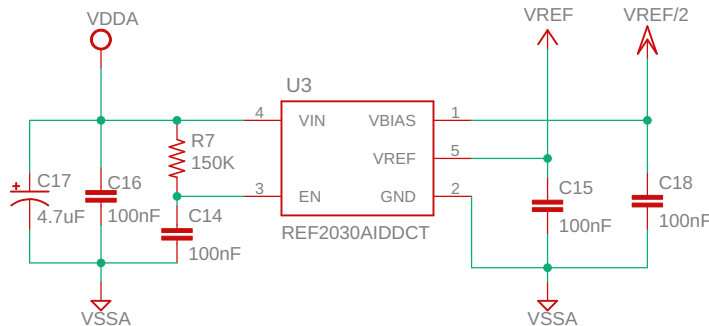 VDDA
VREF
VREF/2
U3
4
VIN
VBIAS
1
R7
150K
VREF
5
C17
4.7uF
C16
100nF
3
EN
GND
2
C14
100nF
REF2030AIDDCT
C15
100nF
C18
100nF
VSSA
VSSA